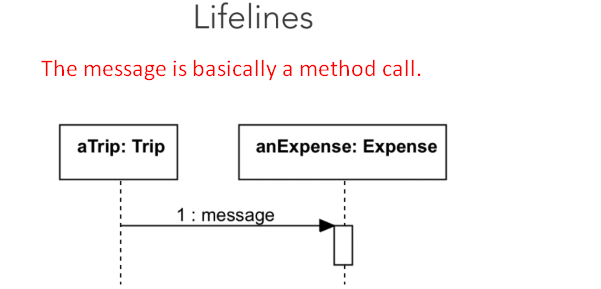 Lifelines
The message is basically a method call.
aTrip: Trip
anExpense: Expense
1 : message